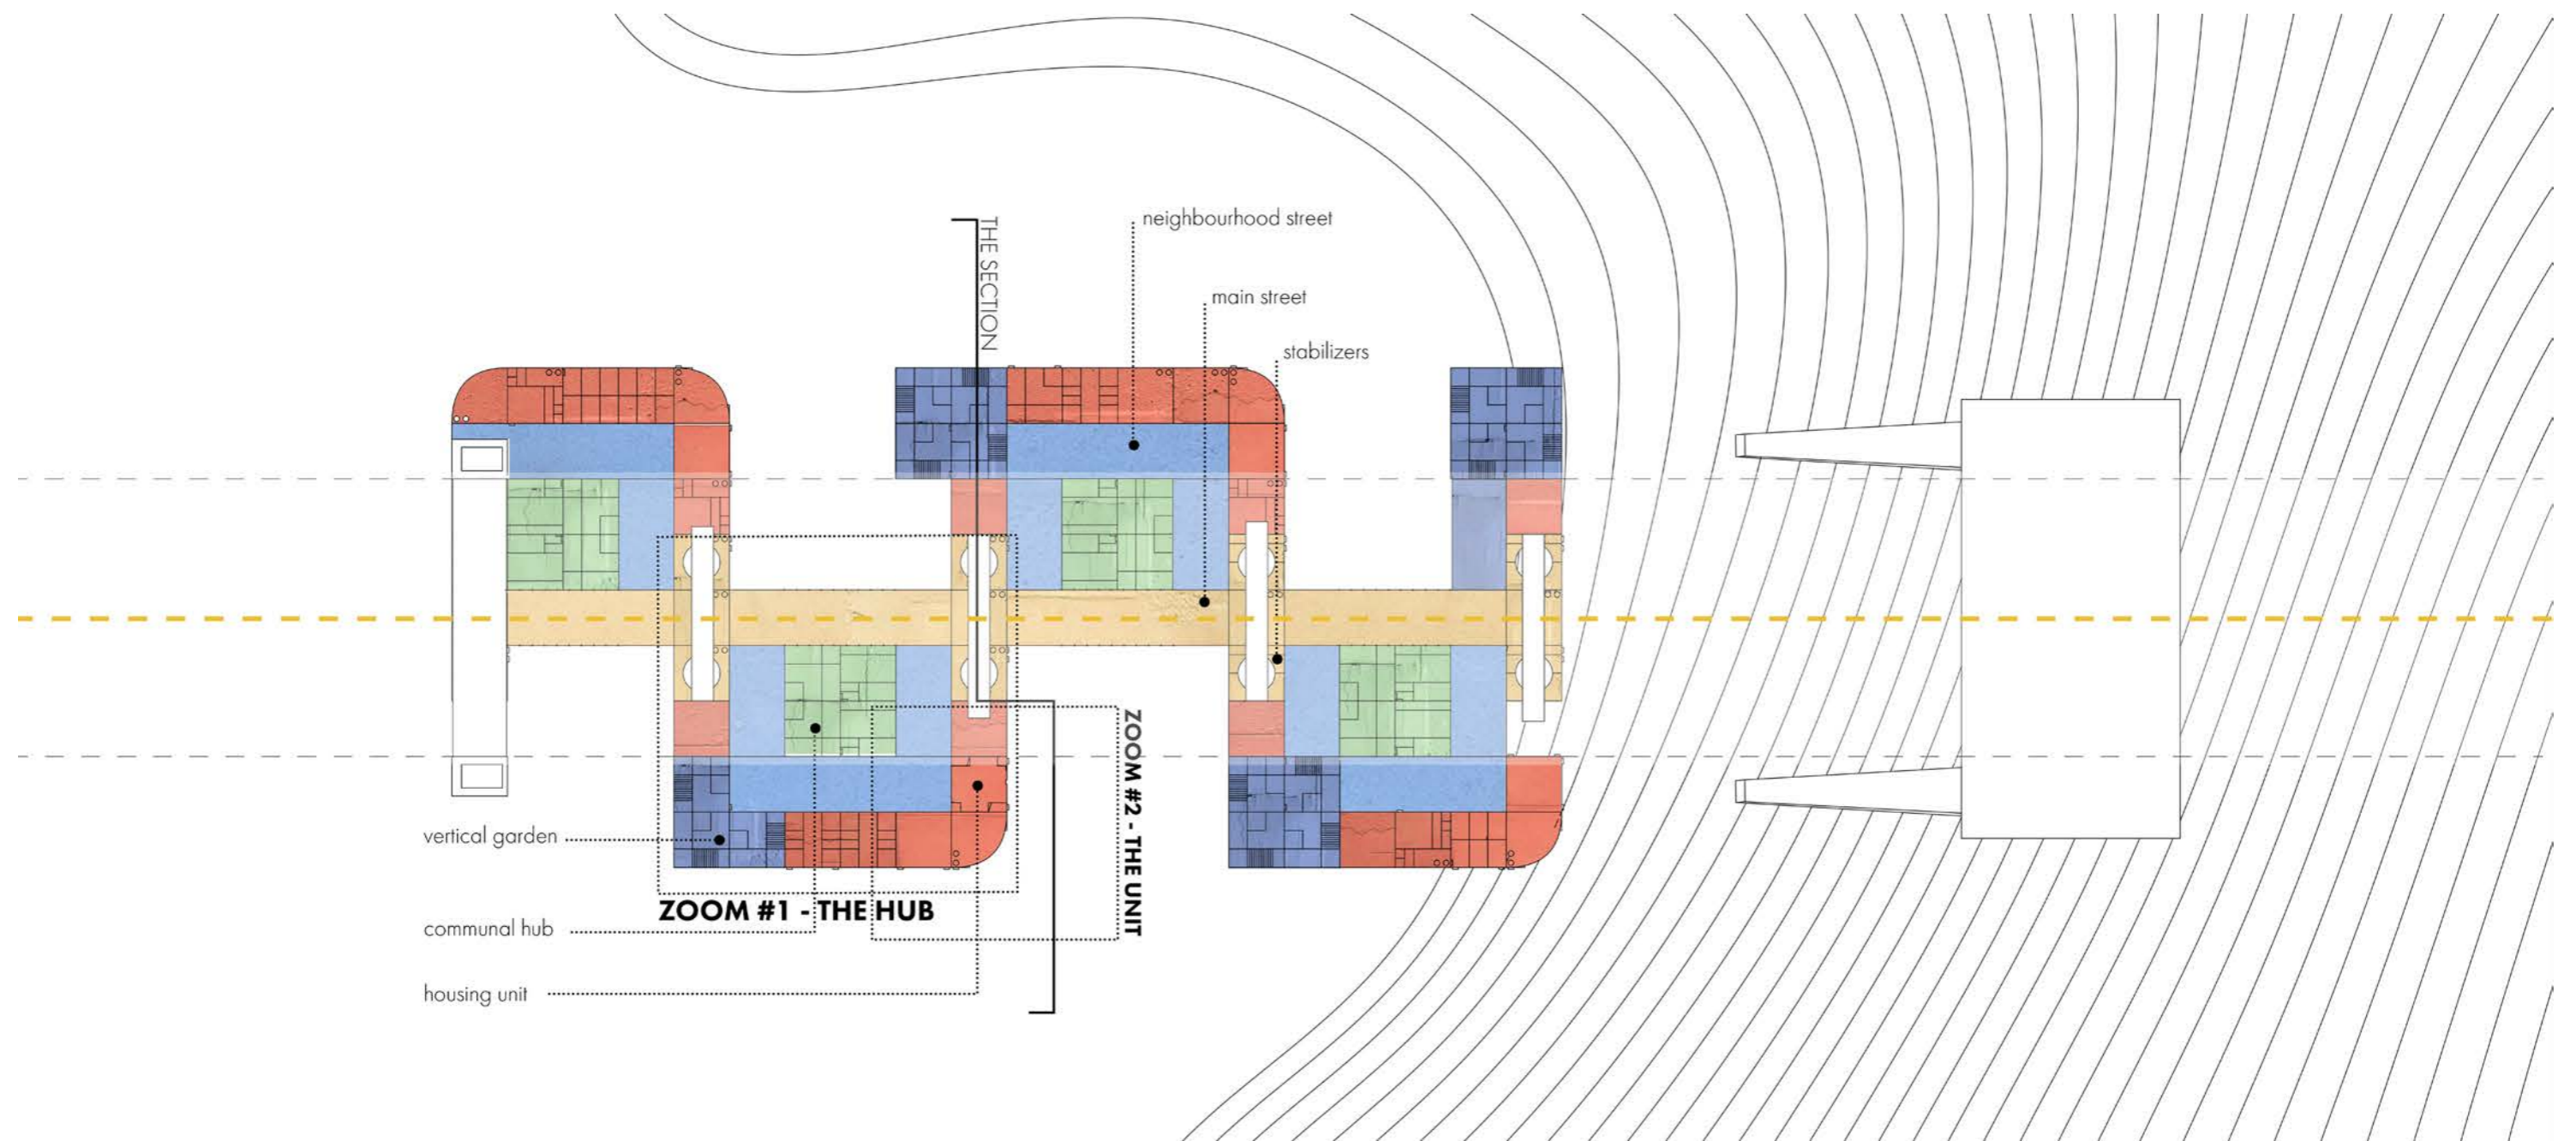 neighbourhood street
main street
stabilizers
THE SECTION
vertical garden
communal hub
housing unit
ZOOM #1 - THE HUB
ZOOM #2 - THE UNIT